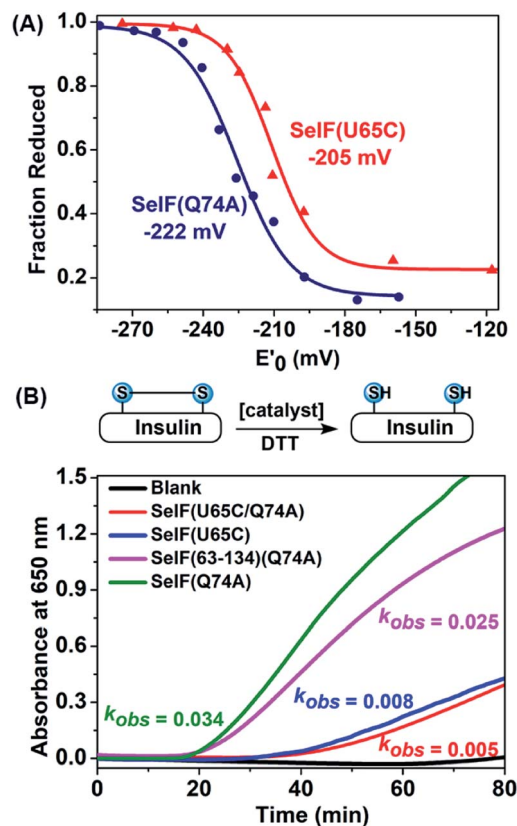 (A)
1.0
0.8
0.6
0.4
0.2
Fraction Reduced
SelF(U65C)
-205 mV
SelF(Q74A)
-222 mV
-270 -240 -210 -180 -150 -120
E'0 (mV)
(B)
S S
Insulin
[catalyst]
DTT
SH SH
Insulin
1.5
1.2
0.9
0.6
0.3
0.0
Absorbance at 650 nm
Blank
SelF(U65C/Q74A)
SelF(U65C)
SelF(63-134)(Q74A)
SelF(Q74A)
kobs = 0.025
kobs = 0.034
kobs = 0.008
kobs = 0.005
0 20 40 60 80
Time (min)